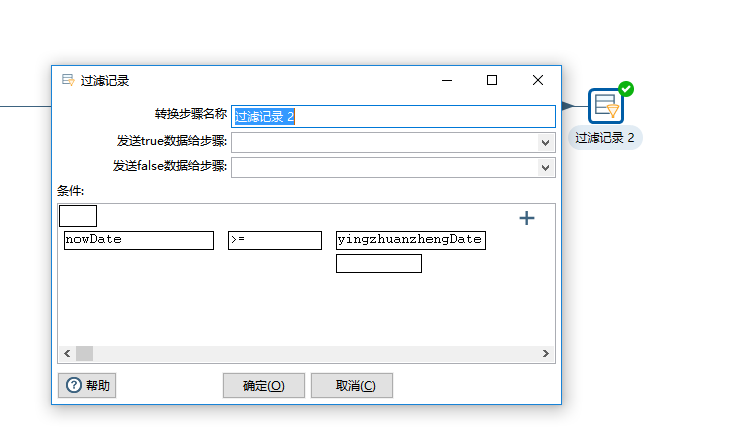 过滤记录
转换步骤名称 过滤记录 2
发送true数据给步骤:
发送false数据给步骤:
条件:
nowDate >= yingzhuanzhengDate
帮助 确定(O) 取消(C)
过滤记录 2